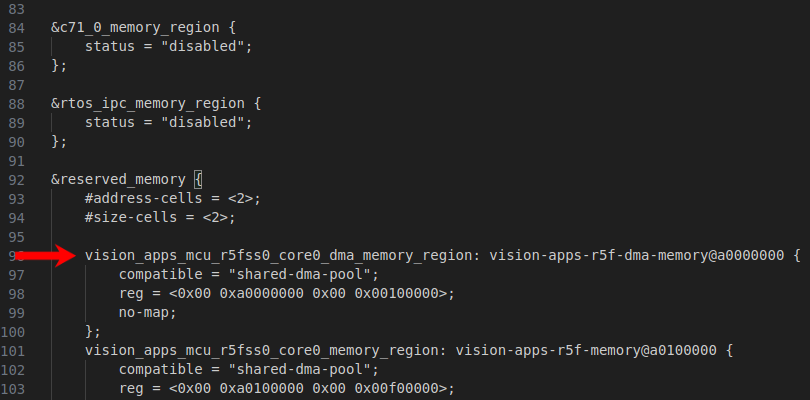 83
84 &c71_0_memory_region {
85 status = "disabled";
86 };
87
88 &rtos_ipc_memory_region {
89 status = "disabled";
90 };
91
92 &reserved_memory {
93 #address-cells = <2>;
94 #size-cells = <2>;
95
vision_apps_mcu_r5fss0_core0_dma_memory_region: vision-apps-r5f-dma-memory@a0000000 {
97 compatible = "shared-dma-pool";
98 reg = <0x00 0xa0000000 0x00 0x00100000>;
99 no-map;
100 };
101 vision_apps_mcu_r5fss0_core0_memory_region: vision-apps-r5f-memory@a0100000 {
102 compatible = "shared-dma-pool";
103 reg = <0x00 0xa0100000 0x00 0x00f00000>;